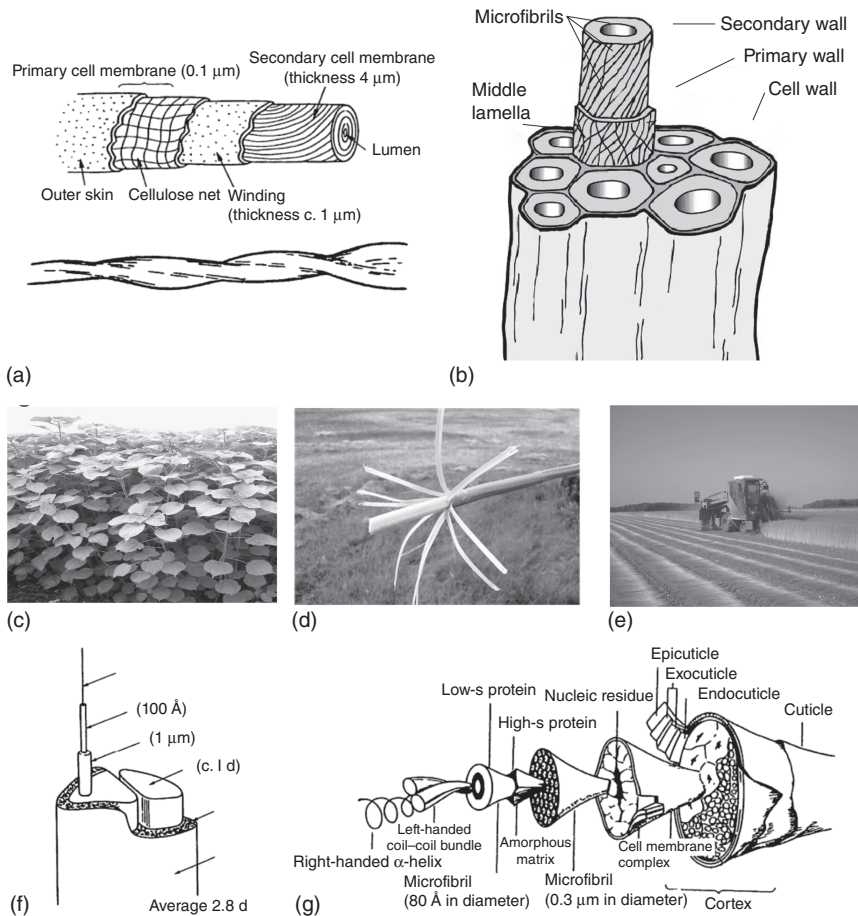 Primary cell membrane (0.1 μm)
Secondary cell membrane
(thickness 4 μm)
Lumen
Outer skin
Cellulose net
Winding
(thickness c. 1 μm)
(a)
Microfibrils
Secondary wall
Primary wall
Middle
lamella
Cell wall
(b)
(c)
(d)
(e)
(100 Å)
(1 μm)
(c. I d)
Average 2.8 d
(f)
Epicuticle
Exocuticle
Endocuticle
Low-s protein
Nucleic residue
Cuticle
High-s protein
Left-handed
coil–coil bundle
Right-handed α-helix
Amorphous
matrix
Cell membrane
complex
Microfibril
(80 Å in diameter)
Microfibril
(0.3 μm in diameter)
Cortex
(g)